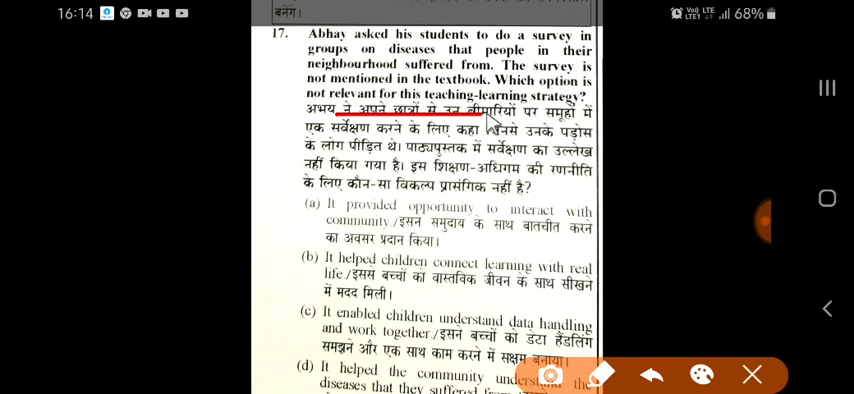 16:14
Vo)) LTE
LTE1
68%
बनेंगे।
17. Abhay asked his students to do a survey in
groups on diseases that people in their
neighbourhood suffered from. The survey is
not mentioned in the textbook. Which option is
not relevant for this teaching-learning strategy?
अभय ने अपने छात्रों से उन बीमारियों पर समूहों में
एक सर्वेक्षण करने के लिए कहा उनके पड़ोस
के लोग पीड़ित थे। पाठ्यपुस्तक में सर्वेक्षण का उल्लेख
नहीं किया गया है। इस शिक्षण-अधिगम की रणनीति
के लिए कौन-सा विकल्प प्रासंगिक नहीं है?
(a) It provided opportunity to interact with
community./इसने समुदाय के साथ बातचीत करने
का अवसर प्रदान किया।
(b) It helped children connect learning with real
life./इससे बच्चों को वास्तविक जीवन के साथ सीखने
में मदद मिली।
(c) It enabled children understand data handling
and work together./इसने बच्चों को डेटा हैंडलिंग
समझने और एक साथ काम करने में सक्षम बनाया।
(d) It helped the community understand the
diseases that they suffered